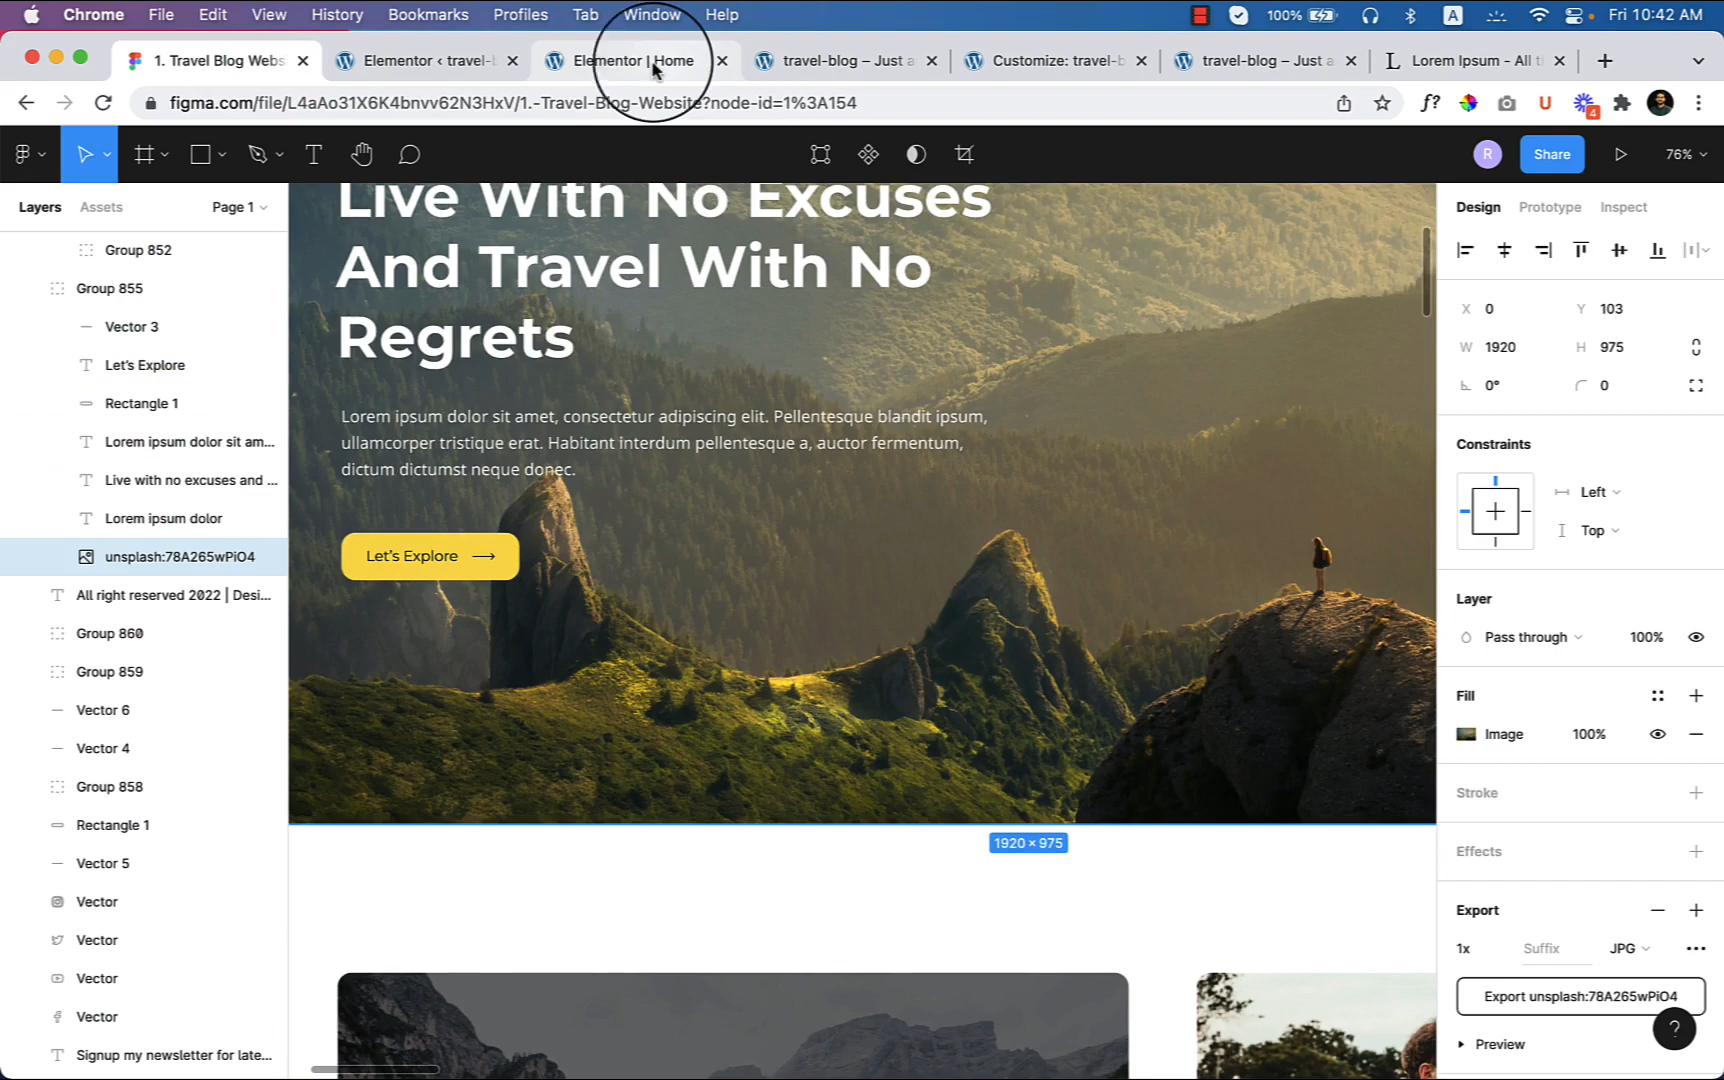 Chrome File Edit View History Bookmarks Profiles Tab Window Help 100% A Fri 10:42 AM
1. Travel Blog Webs Elementor ‹ travel-b Elementor | Home travel-blog – Just a Customize: travel-b travel-blog – Just a L Lorem Ipsum - All t
figma.com/file/L4aAo31X6K4bnvv62N3HxV/1.-Travel-Blog-Website?node-id=1%3A154 f? U 4
T R Share 76%
Layers Assets Page 1
Group 852
Group 855
Vector 3
Let's Explore
Rectangle 1
Lorem ipsum dolor sit am...
Live with no excuses and ...
Lorem ipsum dolor
unsplash:78A265wPiO4
All right reserved 2022 | Desi...
Group 860
Group 859
Vector 6
Vector 4
Group 858
Rectangle 1
Vector 5
Vector
Vector
Vector
Vector
Signup my newsletter for late...
Live With No Excuses
And Travel With No
Regrets
Lorem ipsum dolor sit amet, consectetur adipiscing elit. Pellentesque blandit ipsum,
ullamcorper tristique erat. Habitant interdum pellentesque a, auctor fermentum,
dictum dictumst neque donec.
Let's Explore
1920 × 975
Design Prototype Inspect
X 0 Y 103
W 1920 H 975
0° 0
Constraints
Left
Top
Layer
Pass through 100%
Fill
Image 100%
Stroke
Effects
Export
1x Suffix JPG
Export unsplash:78A265wPiO4
?
Preview